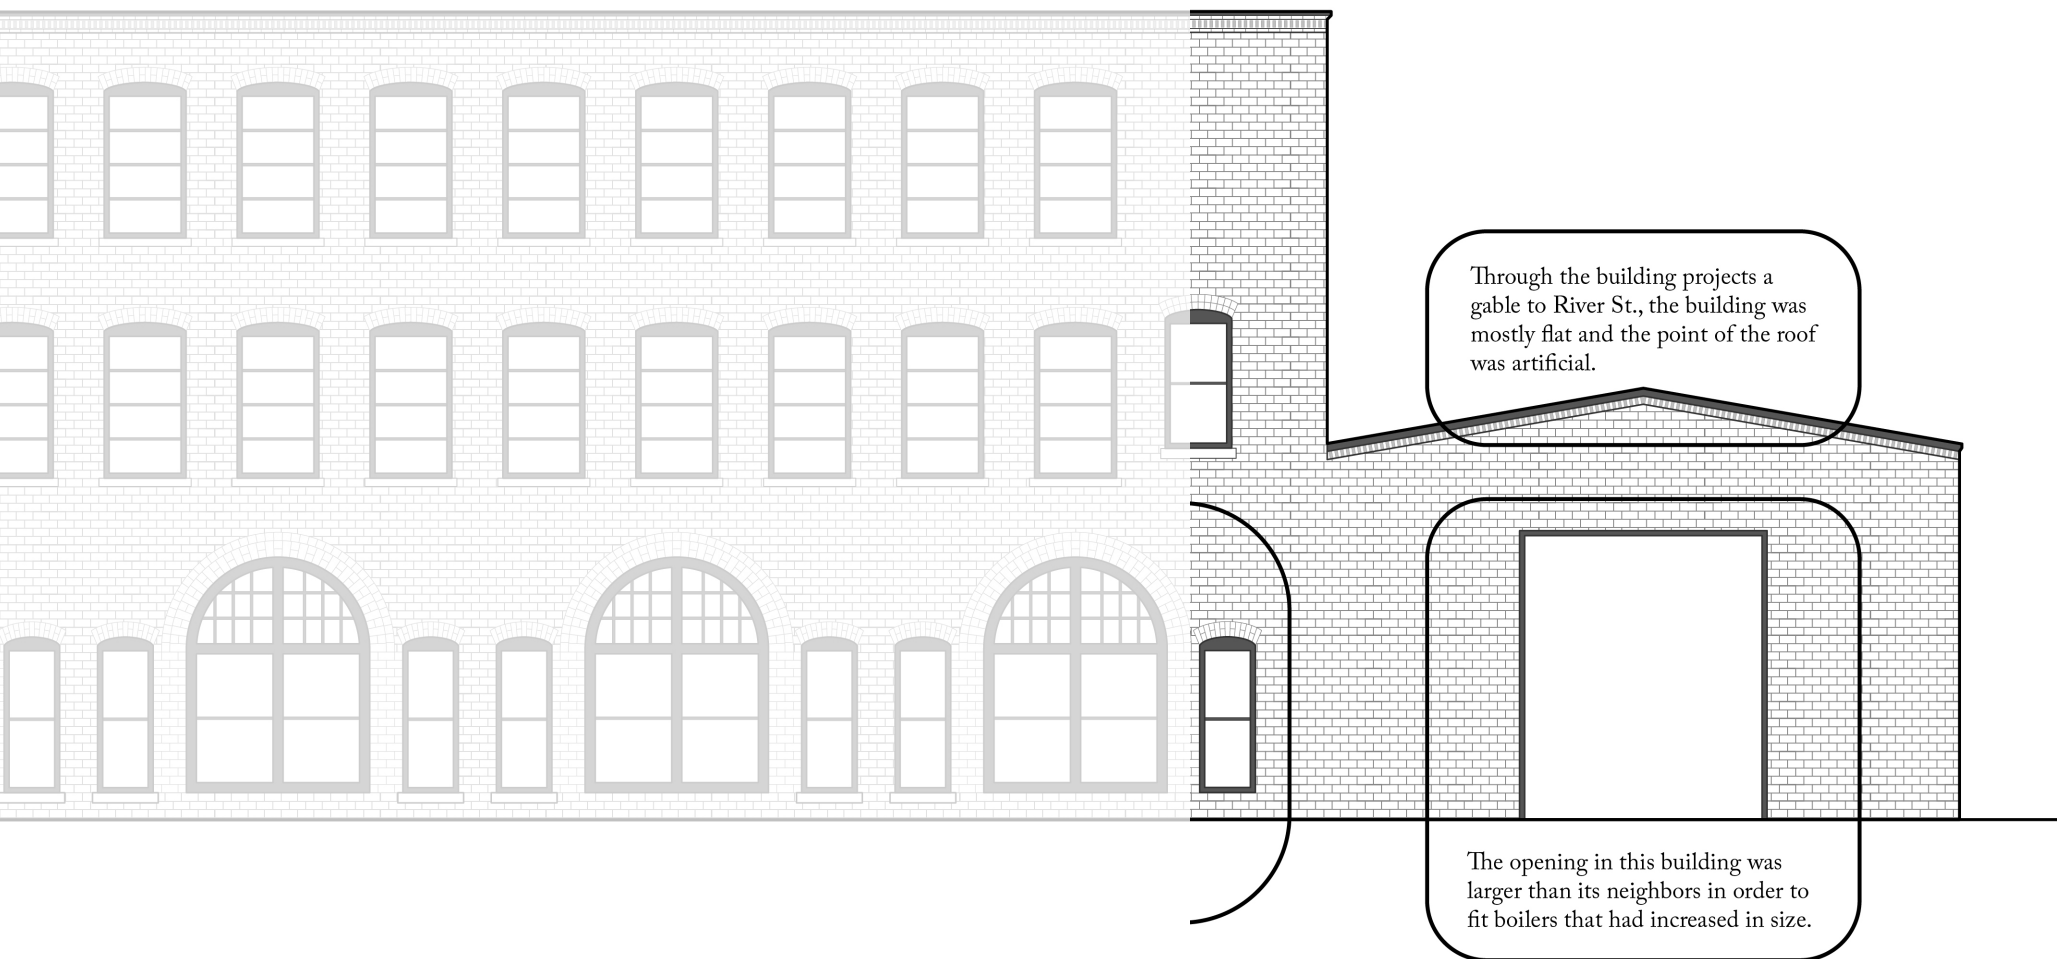 Through the building projects a
gable to River St., the building was
mostly flat and the point of the roof
was artificial.
The opening in this building was
larger than its neighbors in order to
fit boilers that had increased in size.